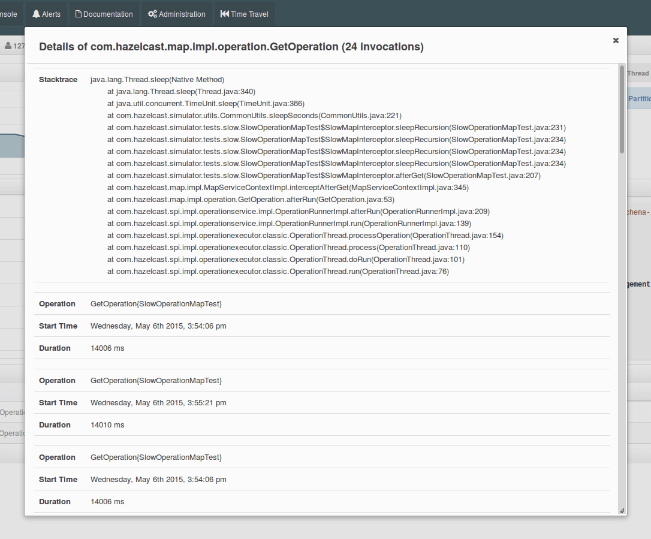 nsole Alerts Documentation Administration Time Travel
127
Details of com.hazelcast.map.impl.operation.GetOperation (24 invocations)
Thread
Stacktrace java.lang.Thread.sleep(Native Method)
at java.lang.Thread.sleep(Thread.java:340)
at java.util.concurrent.TimeUnit.sleep(TimeUnit.java:386)
at com.hazelcast.simulator.utils.CommonUtils.sleepSeconds(CommonUtils.java:221)
at com.hazelcast.simulator.tests.slow.SlowOperationMapTest$SlowMapInterceptor.sleepRecursion(SlowOperationMapTest.java:231)
at com.hazelcast.simulator.tests.slow.SlowOperationMapTest$SlowMapInterceptor.sleepRecursion(SlowOperationMapTest.java:234)
at com.hazelcast.simulator.tests.slow.SlowOperationMapTest$SlowMapInterceptor.sleepRecursion(SlowOperationMapTest.java:234)
at com.hazelcast.simulator.tests.slow.SlowOperationMapTest$SlowMapInterceptor.sleepRecursion(SlowOperationMapTest.java:234)
at com.hazelcast.simulator.tests.slow.SlowOperationMapTest$SlowMapInterceptor.afterGet(SlowOperationMapTest.java:207)
at com.hazelcast.map.impl.MapServiceContextImpl.interceptAfterGet(MapServiceContextImpl.java:345)
at com.hazelcast.map.impl.operation.GetOperation.afterRun(GetOperation.java:53)
at com.hazelcast.spi.impl.operationservice.impl.OperationRunnerImpl.afterRun(OperationRunnerImpl.java:209)
at com.hazelcast.spi.impl.operationservice.impl.OperationRunnerImpl.run(OperationRunnerImpl.java:139)
at com.hazelcast.spi.impl.operationexecutor.classic.OperationThread.processOperation(OperationThread.java:154)
at com.hazelcast.spi.impl.operationexecutor.classic.OperationThread.process(OperationThread.java:110)
at com.hazelcast.spi.impl.operationexecutor.classic.OperationThread.doRun(OperationThread.java:101)
at com.hazelcast.spi.impl.operationexecutor.classic.OperationThread.run(OperationThread.java:76)
Partitie
chena-
gement
Operation GetOperation{SlowOperationMapTest}
Start Time Wednesday, May 6th 2015, 3:54:06 pm
Duration 14006 ms
Operation GetOperation{SlowOperationMapTest}
Start Time Wednesday, May 6th 2015, 3:55:21 pm
Duration 14010 ms
Operatio
Operatio
Operation GetOperation{SlowOperationMapTest}
Start Time Wednesday, May 6th 2015, 3:54:06 pm
Duration 14006 ms